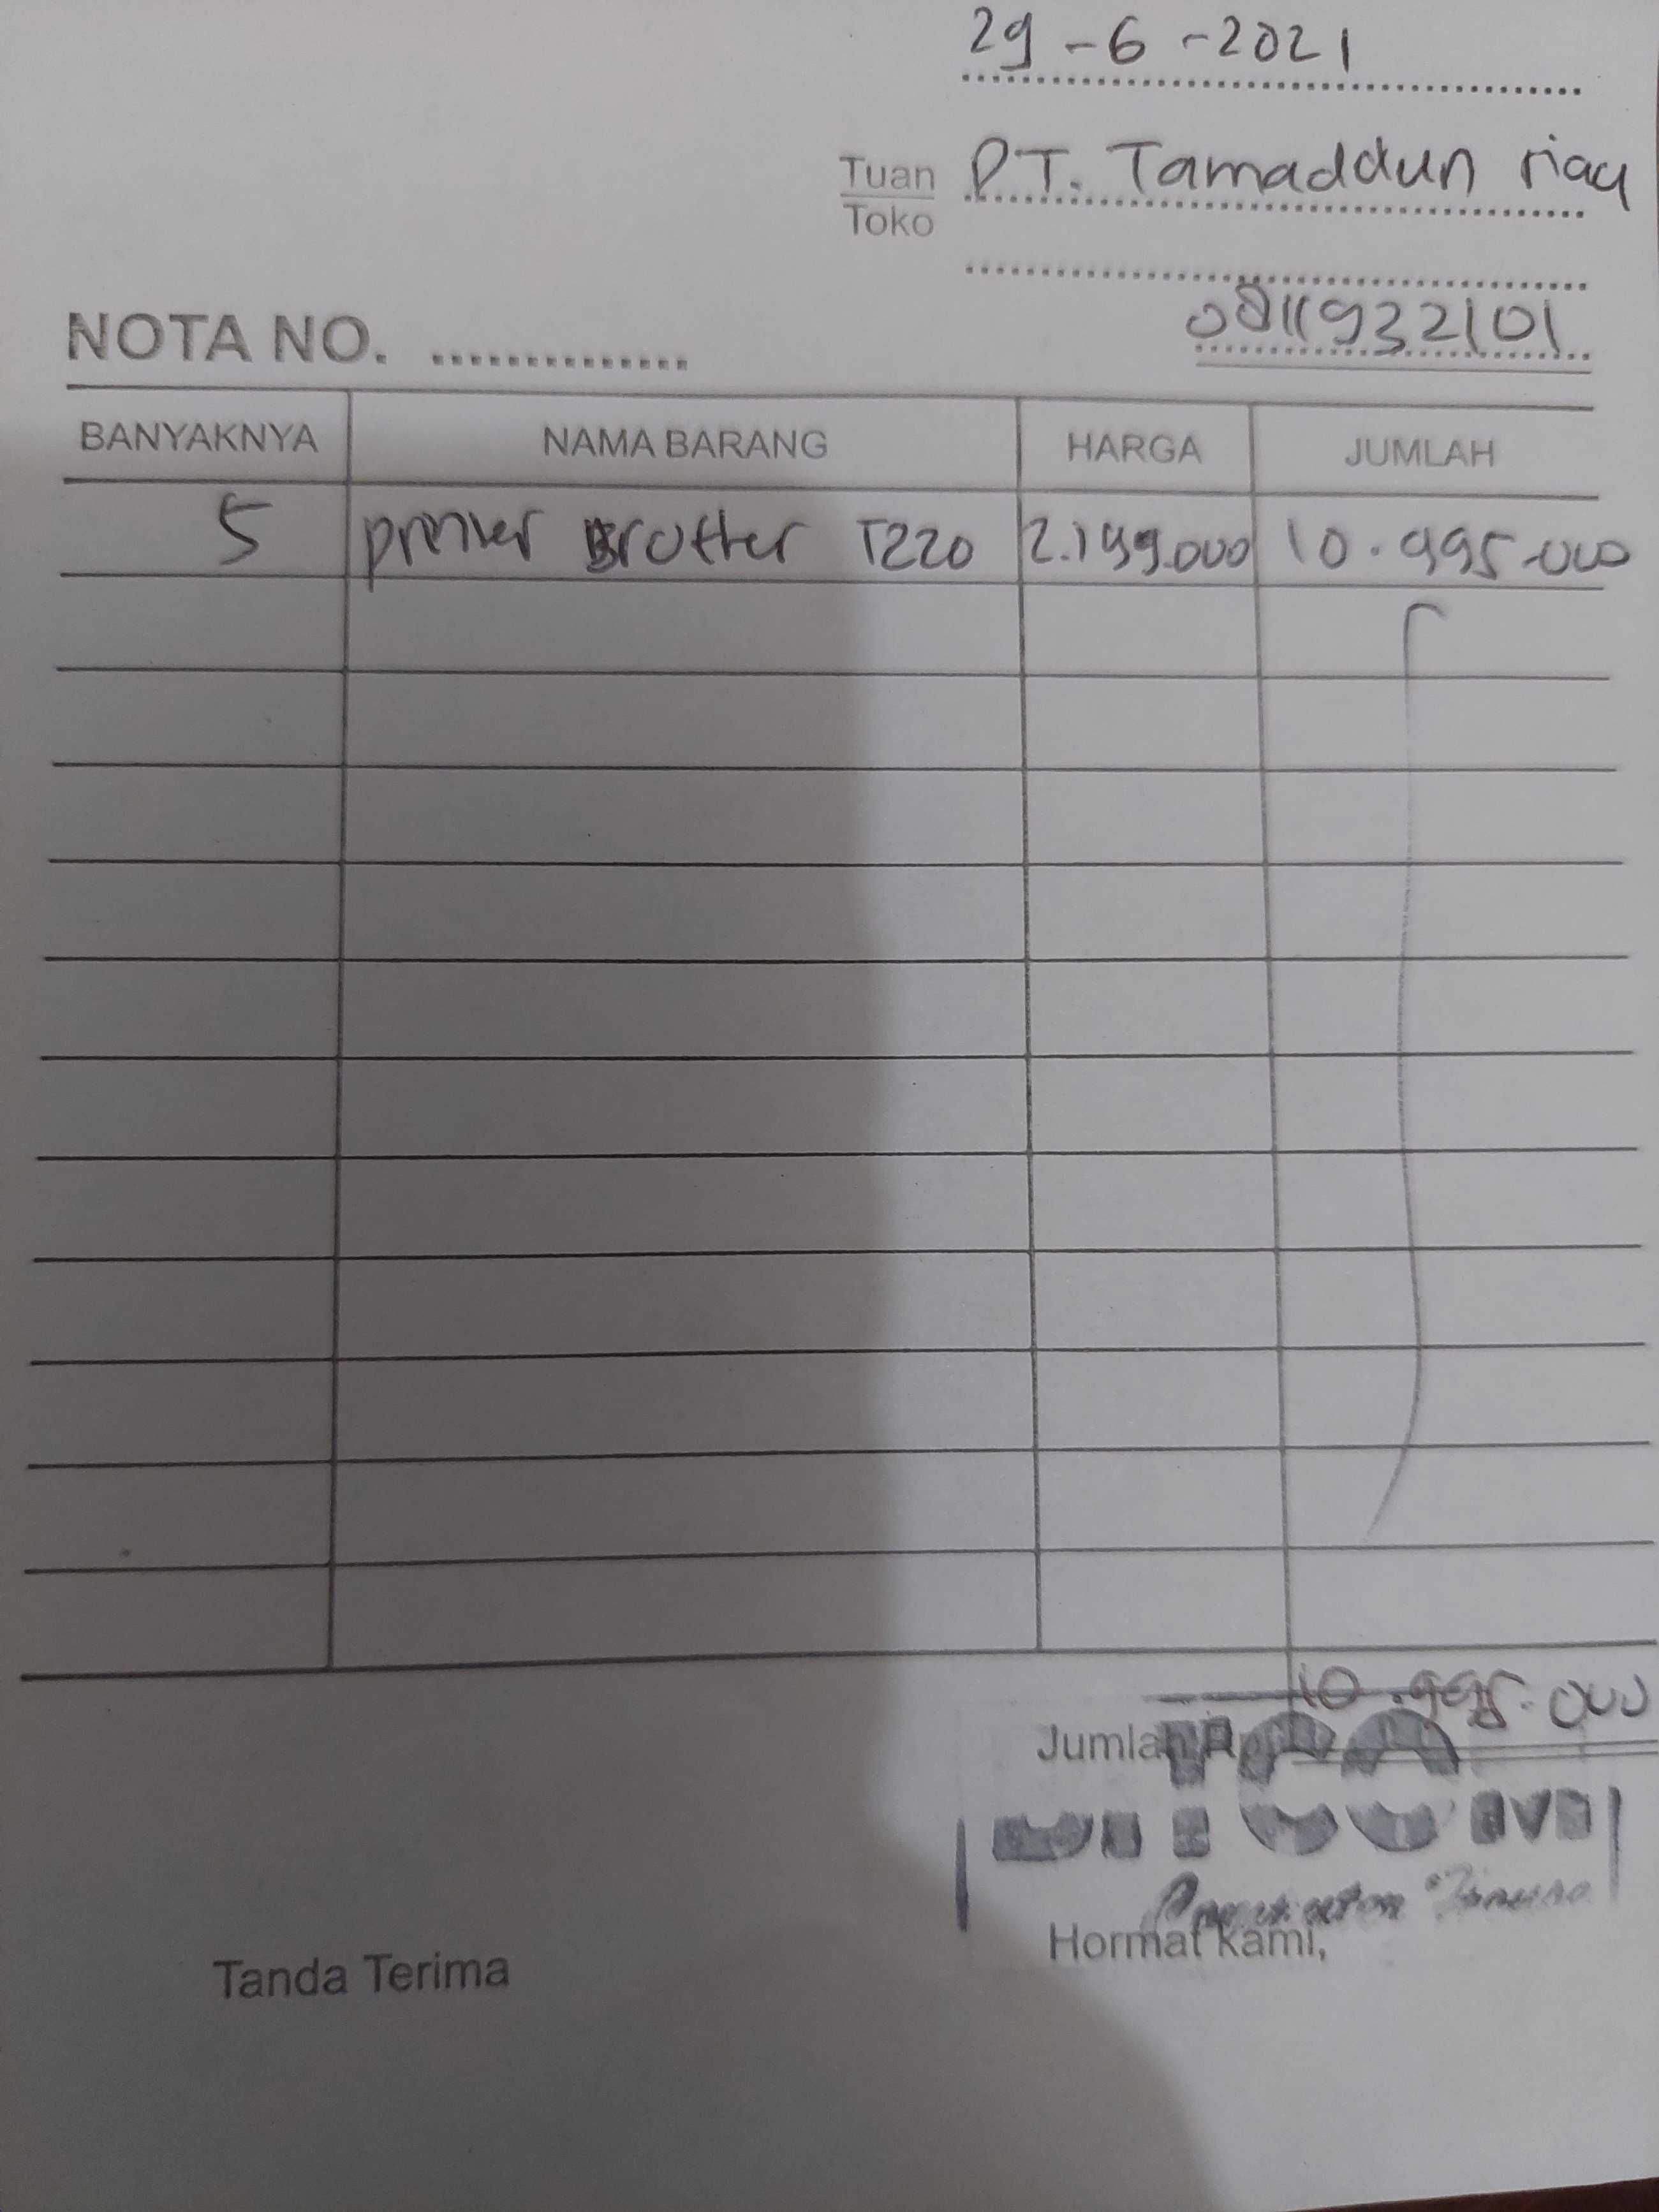 29-6-2021
Tuan PT. Tamaddun riau
Toko
0811932101
NOTA NO. ..............
BANYAKNYA NAMA BARANG HARGA JUMLAH
5 printer Brother T220 2.199.000 10.995.000
10.995.000
Jumlah Rp.
Hormat kami,
Tanda Terima